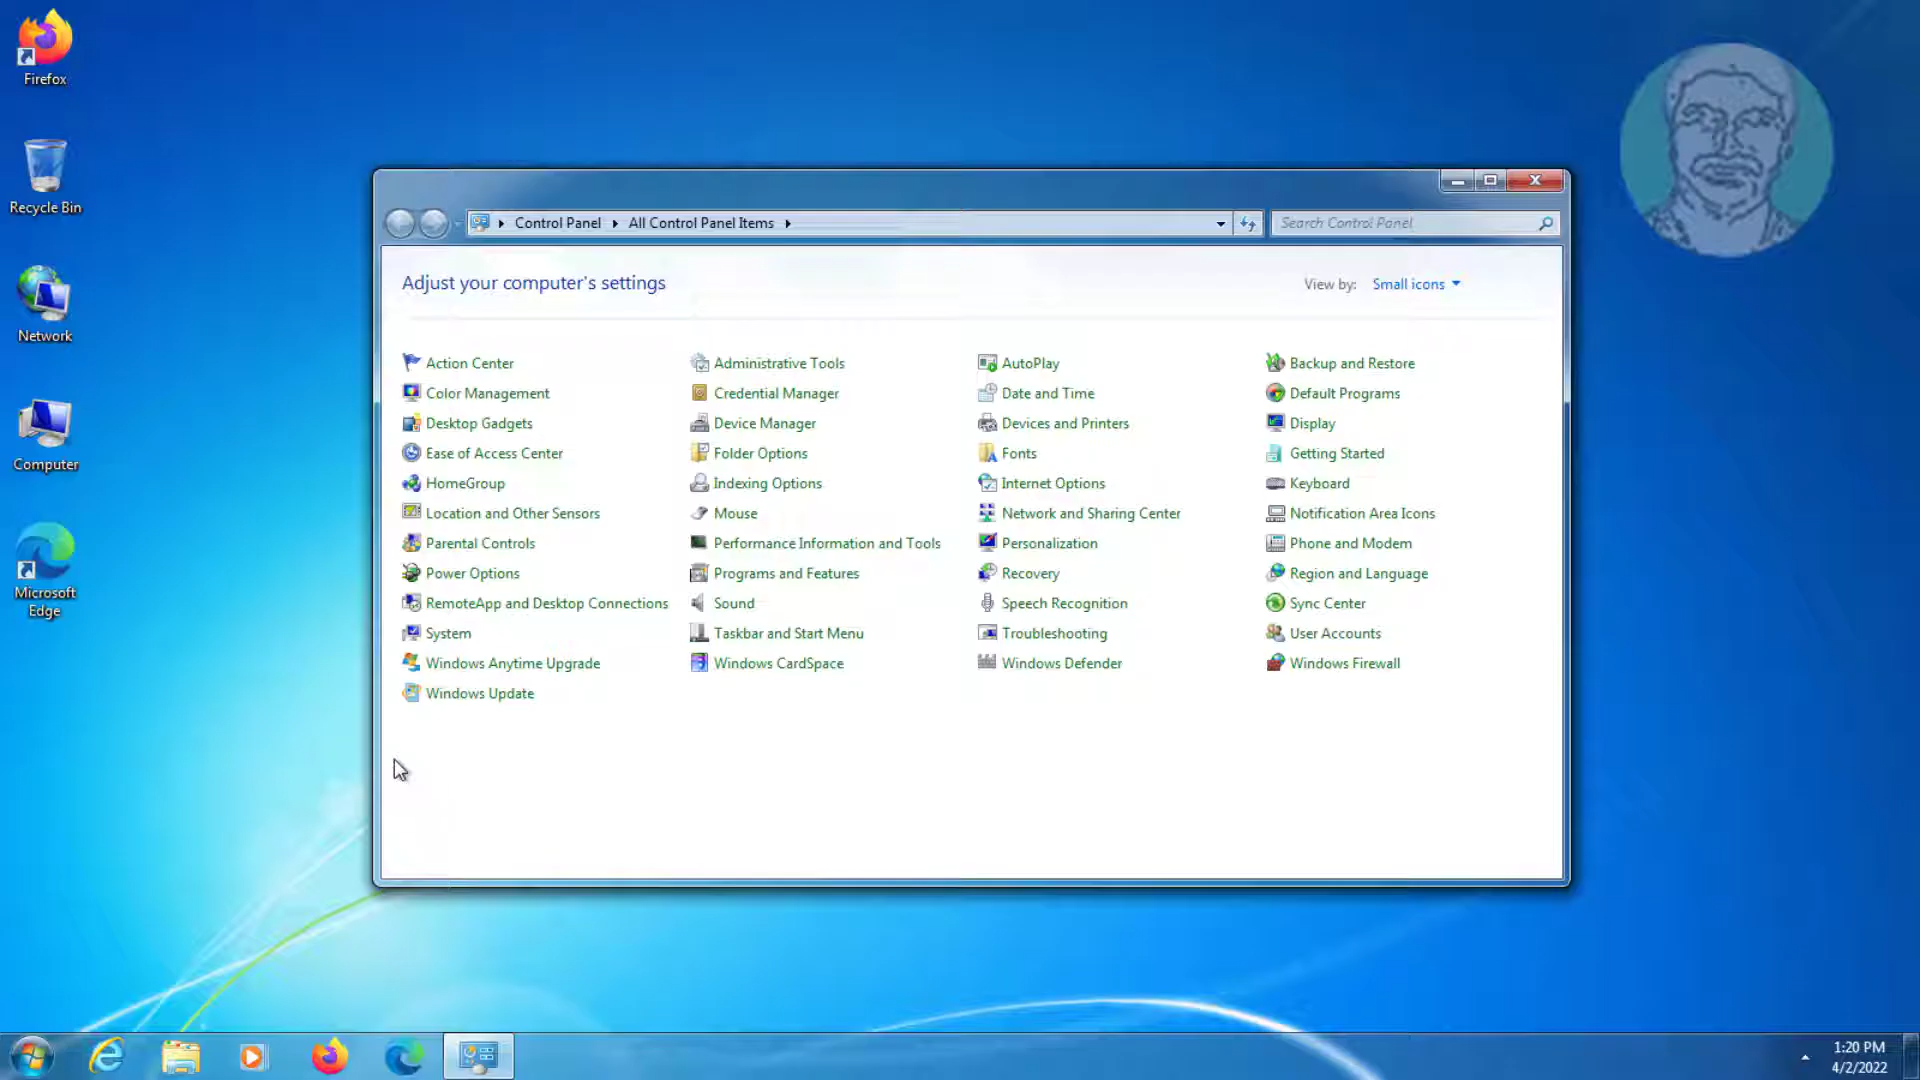 Firefox
Recycle Bin
Network
Computer
Microsoft
Edge
Control Panel
All Control Panel Items
Search Control Panel
Adjust your computer's settings
View by: Small icons
Action Center
Administrative Tools
AutoPlay
Backup and Restore
Color Management
Credential Manager
Date and Time
Default Programs
Desktop Gadgets
Device Manager
Devices and Printers
Display
Ease of Access Center
Folder Options
Fonts
Getting Started
HomeGroup
Indexing Options
Internet Options
Keyboard
Location and Other Sensors
Mouse
Network and Sharing Center
Notification Area Icons
Parental Controls
Performance Information and Tools
Personalization
Phone and Modem
Power Options
Programs and Features
Recovery
Region and Language
RemoteApp and Desktop Connections
Sound
Speech Recognition
Sync Center
System
Taskbar and Start Menu
Troubleshooting
User Accounts
Windows Anytime Upgrade
Windows CardSpace
Windows Defender
Windows Firewall
Windows Update
1:20 PM
4/2/2022